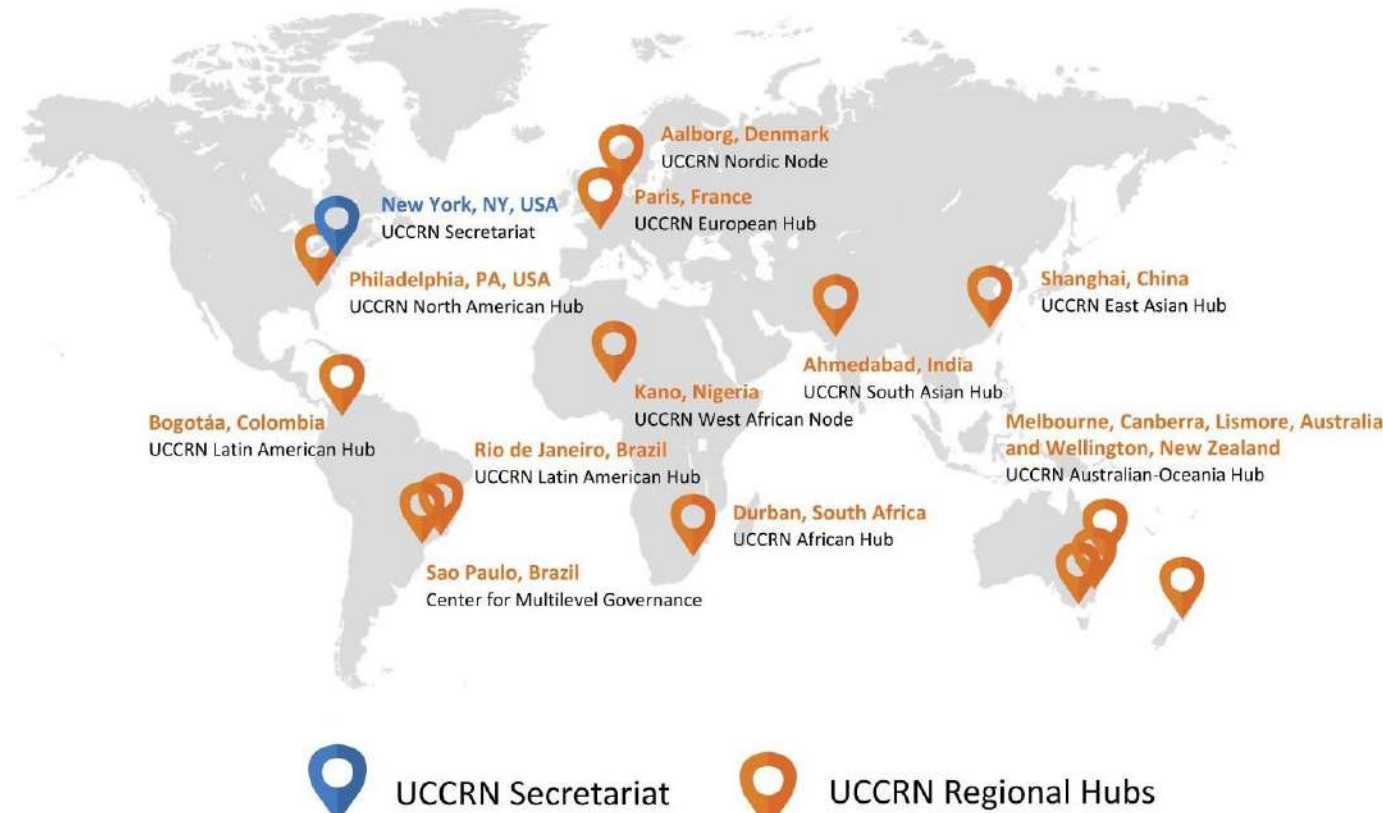 Aalborg, Denmark
UCCRN Nordic Node
New York, NY, USA
UCCRN Secretariat
Paris, France
UCCRN European Hub
Philadelphia, PA, USA
UCCRN North American Hub
Shanghai, China
UCCRN East Asian Hub
Ahmedabad, India
UCCRN South Asian Hub
Kano, Nigeria
UCCRN West African Node
Bogotáa, Colombia
UCCRN Latin American Hub
Rio de Janeiro, Brazil
UCCRN Latin American Hub
Melbourne, Canberra, Lismore, Australia
and Wellington, New Zealand
UCCRN Australian-Oceania Hub
Durban, South Africa
UCCRN African Hub
Sao Paulo, Brazil
Center for Multilevel Governance
UCCRN Secretariat
UCCRN Regional Hubs